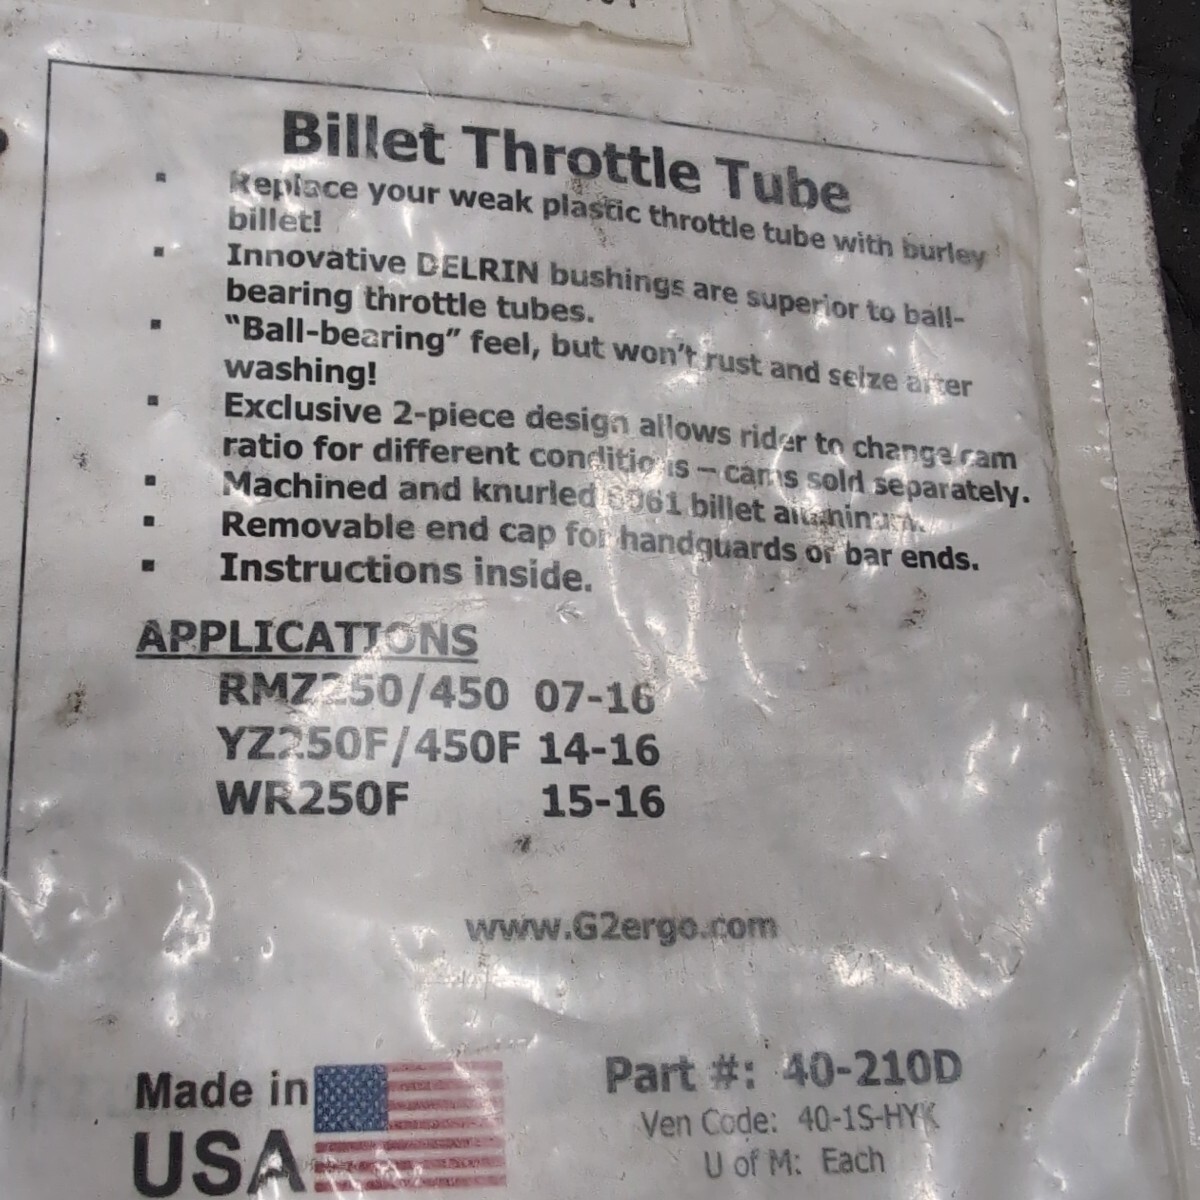 Billet Throttle Tube
▪ Replace your weak plastic throttle tube with burley
billet!
▪ Innovative DELRIN bushings are superior to ball-
bearing throttle tubes.
▪ "Ball-bearing" feel, but won't rust and seize after
washing!
▪ Exclusive 2-piece design allows rider to change cam
ratio for different conditions – cams sold separately.
▪ Machined and knurled 6061 billet aluminum.
▪ Removable end cap for handguards or bar ends.
▪ Instructions inside.
APPLICATIONS
RMZ250/450 07-16
YZ250F/450F 14-16
WR250F 15-16
www.G2ergo.com
Made in
USA
Part #: 40-210D
Ven Code: 40-1S-HYK
U of M: Each